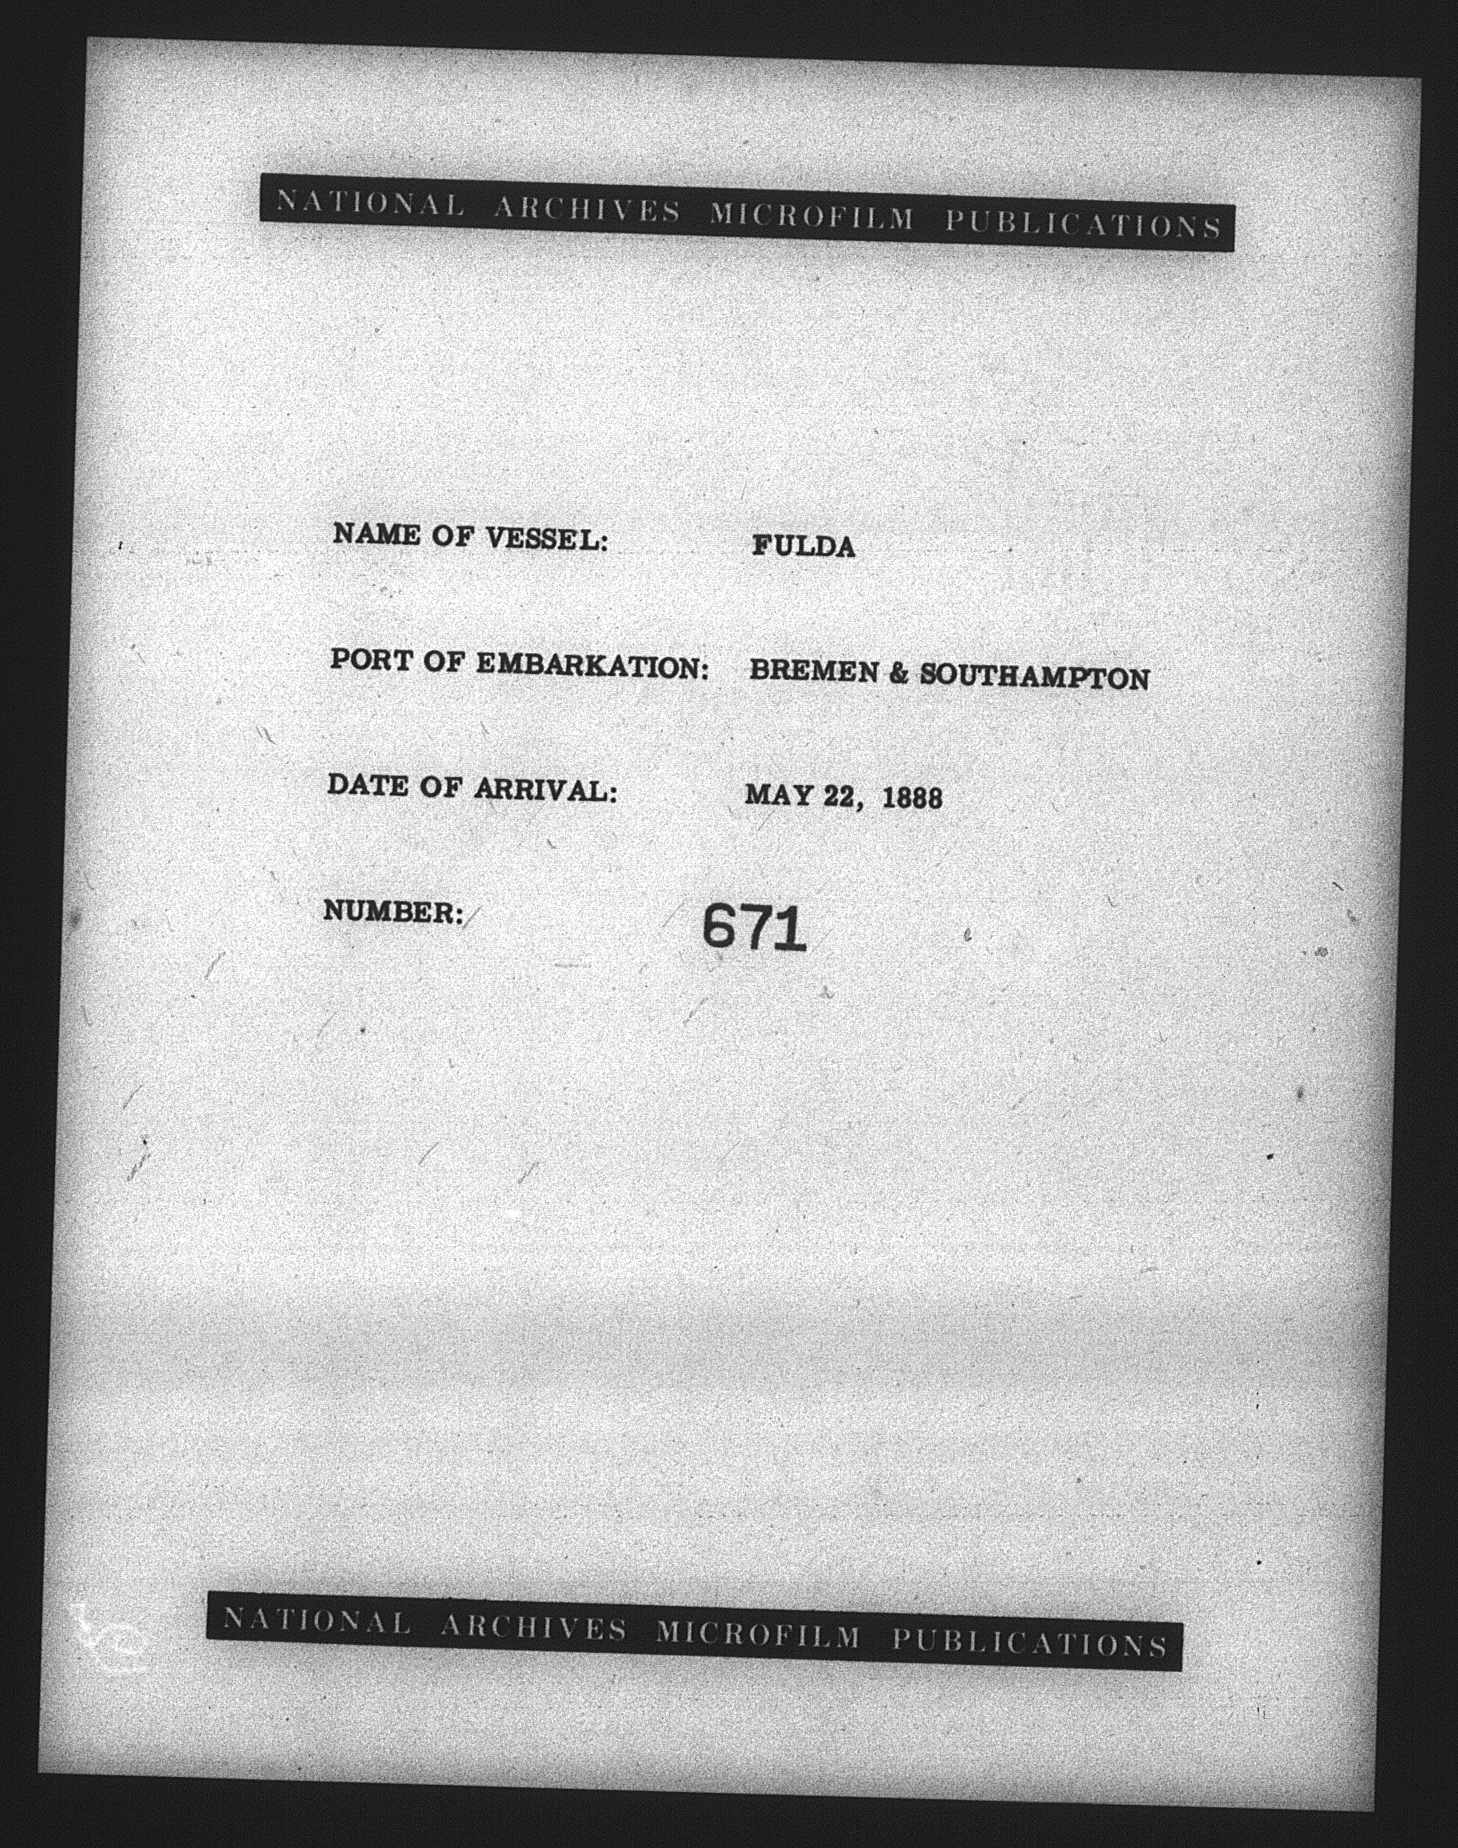 NATIONAL ARCHIVES MICROFILM PUBLICATIONS
NAME OF VESSEL: FULDA
PORT OF EMBARKATION: BREMEN & SOUTHAMPTON
DATE OF ARRIVAL: MAY 22, 1888
NUMBER: 671
NATIONAL ARCHIVES MICROFILM PUBLICATIONS